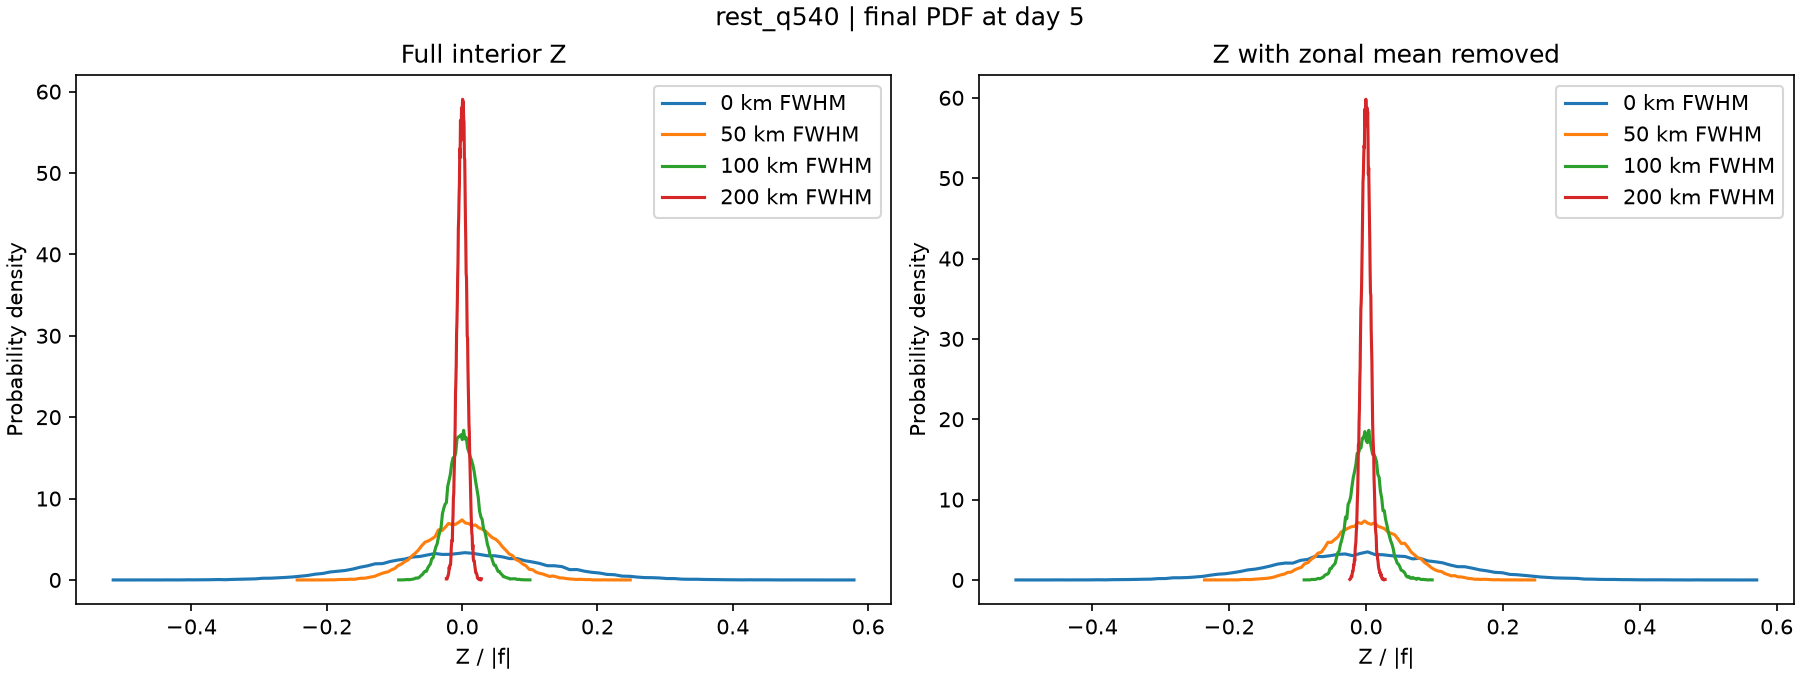 rest_q540 | final PDF at day 5
Full interior Z
Probability density
60
50
40
30
20
10
0
0 km FWHM
50 km FWHM
100 km FWHM
200 km FWHM
−0.4
−0.2
0.0
0.2
0.4
0.6
Z / |f|
Z with zonal mean removed
Probability density
60
50
40
30
20
10
0
0 km FWHM
50 km FWHM
100 km FWHM
200 km FWHM
−0.4
−0.2
0.0
0.2
0.4
0.6
Z / |f|